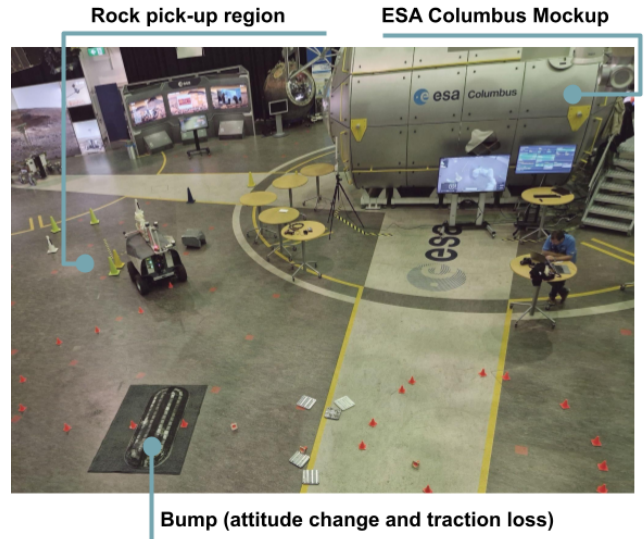 Rock pick-up region
ESA Columbus Mockup
esa
esa Columbus
esa
Bump (attitude change and traction loss)